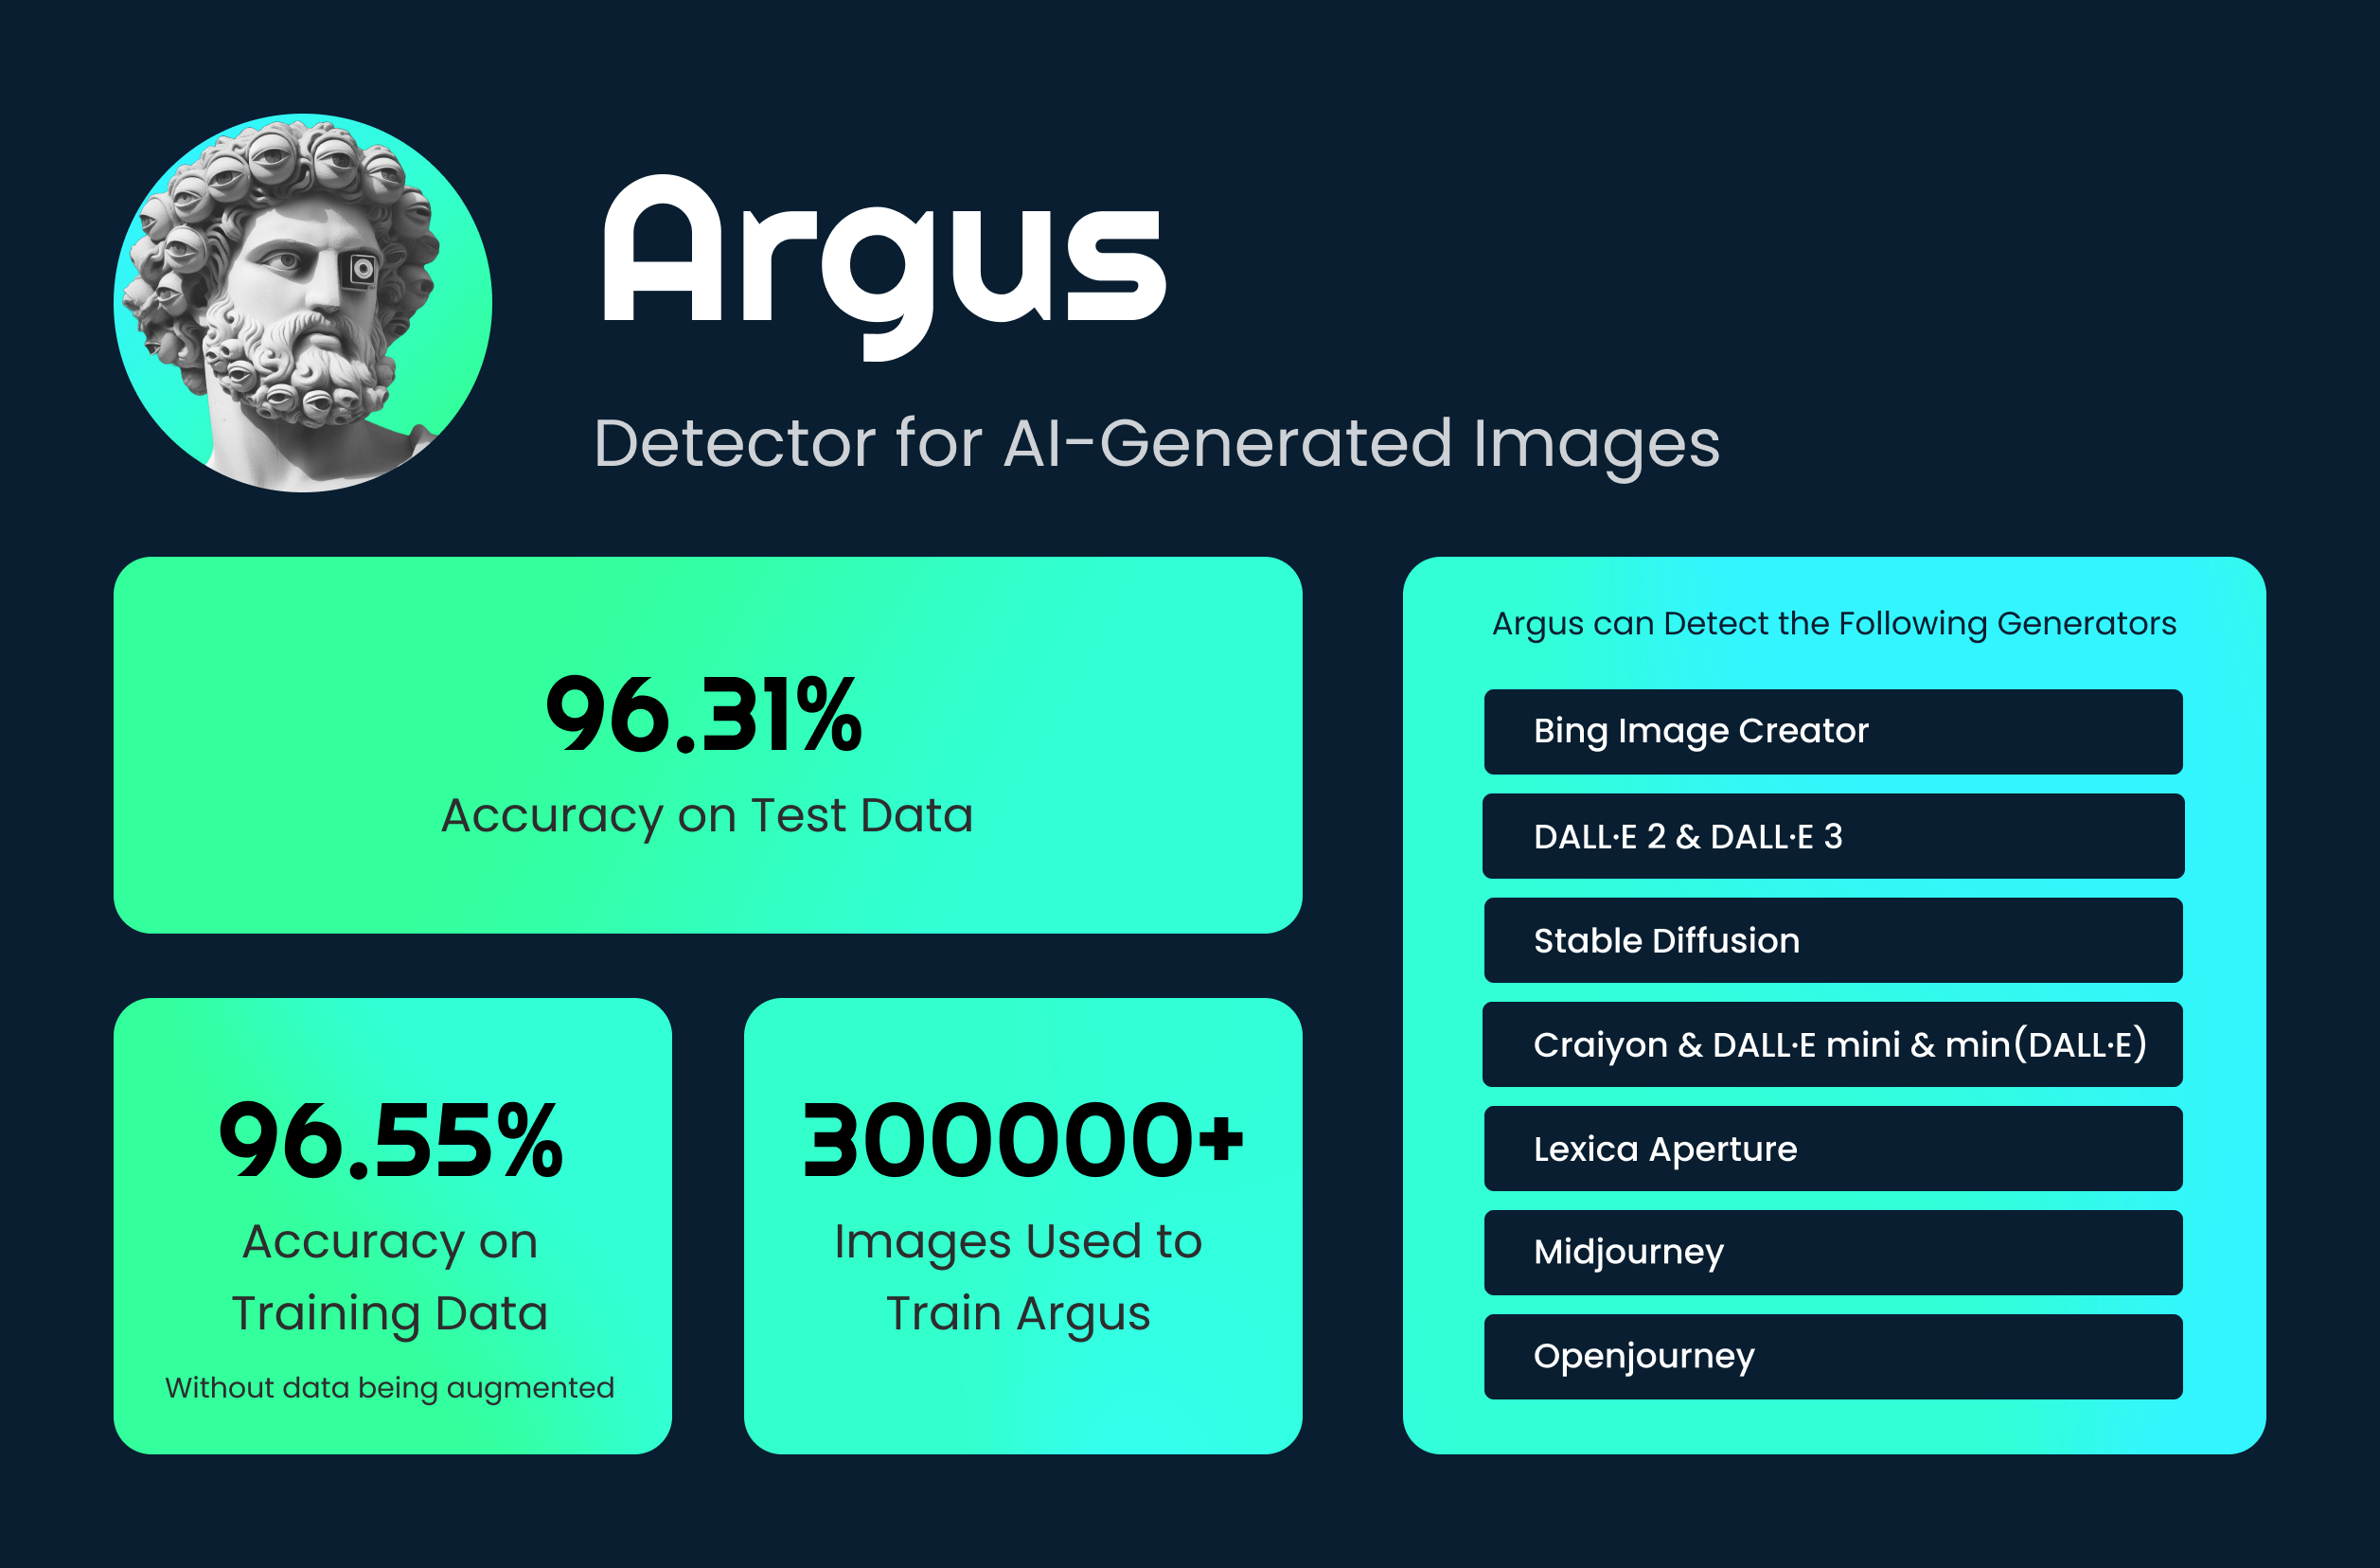 Argus
Detector for AI-Generated Images
96.31%
Accuracy on Test Data
96.55%
Accuracy on
Training Data
Without data being augmented
300000+
Images Used to
Train Argus
Argus can Detect the Following Generators
Bing Image Creator
DALL·E 2 & DALL·E 3
Stable Diffusion
Craiyon & DALL·E mini & min(DALL·E)
Lexica Aperture
Midjourney
Openjourney